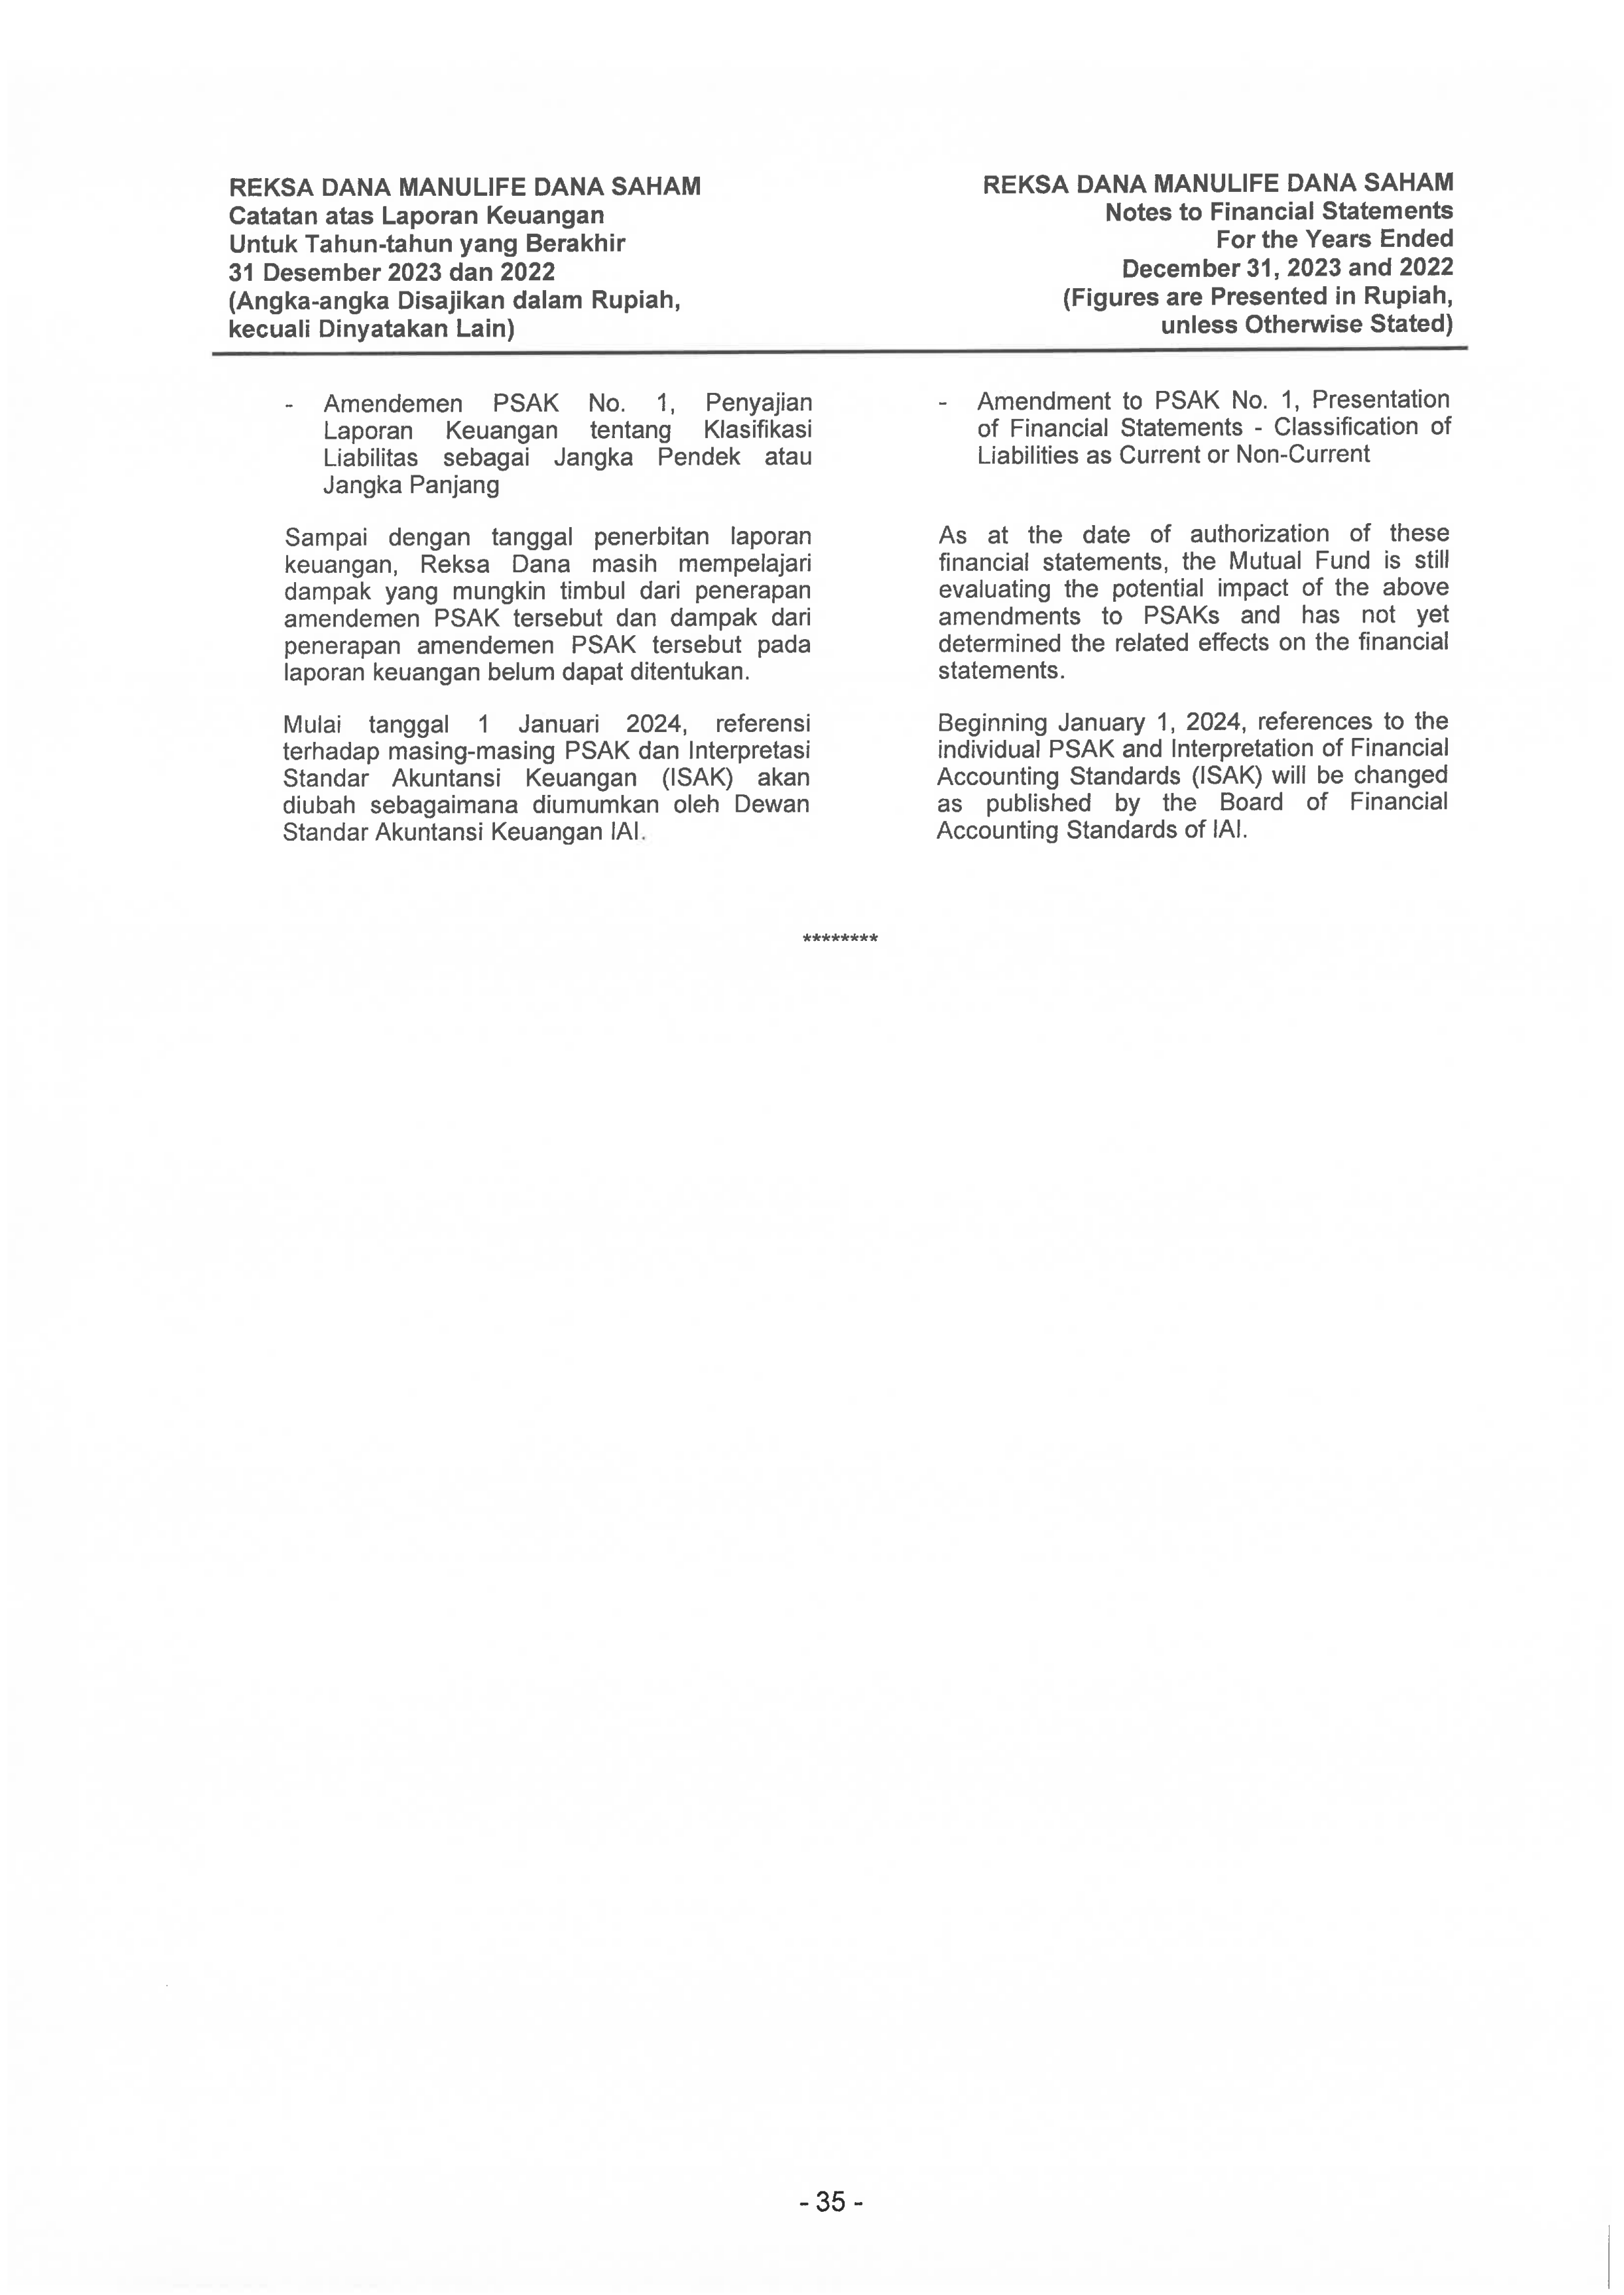 REKSA DANA MANULIFE DANA SAHAM
Catatan atas Laporan Keuangan
Untuk Tahun-tahun yang Berakhir
31 Desember 2023 dan 2022
(Angka-angka Disajikan dalam Rupiah,
kecuali Dinyatakan Lain)
REKSA DANA MANULIFE DANA SAHAM
Notes to Financial Statements
For the Years Ended
December 31, 2023 and 2022
(Figures are Presented in Rupiah,
unless Otherwise Stated)
- Amendemen PSAK No. 1, Penyajian
Laporan Keuangan tentang Klasifikasi
Liabilitas sebagai Jangka Pendek atau
Jangka Panjang
Sampai dengan tanggal penerbitan laporan
keuangan, Reksa Dana masih mempelajari
dampak yang mungkin timbul dari penerapan
amendemen PSAK tersebut dan dampak dari
penerapan amendemen PSAK tersebut pada
laporan keuangan belum dapat ditentukan.
Mulai tanggal 1 Januari 2024, referensi
terhadap masing-masing PSAK dan Interpretasi
Standar Akuntansi Keuangan (ISAK) akan
diubah sebagaimana diumumkan oleh Dewan
Standar Akuntansi Keuangan IAI.
- Amendment to PSAK No. 1, Presentation
of Financial Statements - Classification of
Liabilities as Current or Non-Current
As at the date of authorization of these
financial statements, the Mutual Fund is still
evaluating the potential impact of the above
amendments to PSAKs and has not yet
determined the related effects on the financial
statements.
Beginning January 1, 2024, references to the
individual PSAK and Interpretation of Financial
Accounting Standards (ISAK) will be changed
as published by the Board of Financial
Accounting Standards of IAI.
********
- 35 -